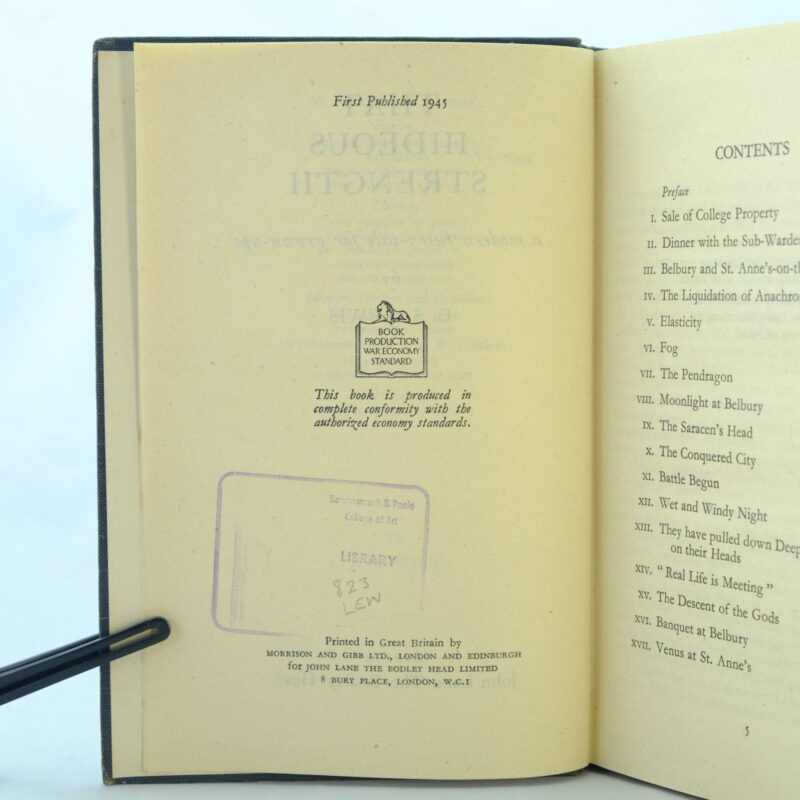 First Published 1945
BOOK
PRODUCTION
WAR ECONOMY
STANDARD
This book is produced in
complete conformity with the
authorized economy standards.
Bournemouth & Poole
College of Art
LIBRARY
823
LEW
Printed in Great Britain by
MORRISON AND GIBB LTD., LONDON AND EDINBURGH
for JOHN LANE THE BODLEY HEAD LIMITED
8 BURY PLACE, LONDON, W.C.1
CONTENTS
Preface
I. Sale of College Property
II. Dinner with the Sub-Warde
III. Belbury and St. Anne's-on-th
IV. The Liquidation of Anachro
V. Elasticity
VI. Fog
VII. The Pendragon
VIII. Moonlight at Belbury
IX. The Saracen's Head
X. The Conquered City
XI. Battle Begun
XII. Wet and Windy Night
XIII. They have pulled down Deep
on their Heads
XIV. "Real Life is Meeting"
XV. The Descent of the Gods
XVI. Banquet at Belbury
XVII. Venus at St. Anne's
5